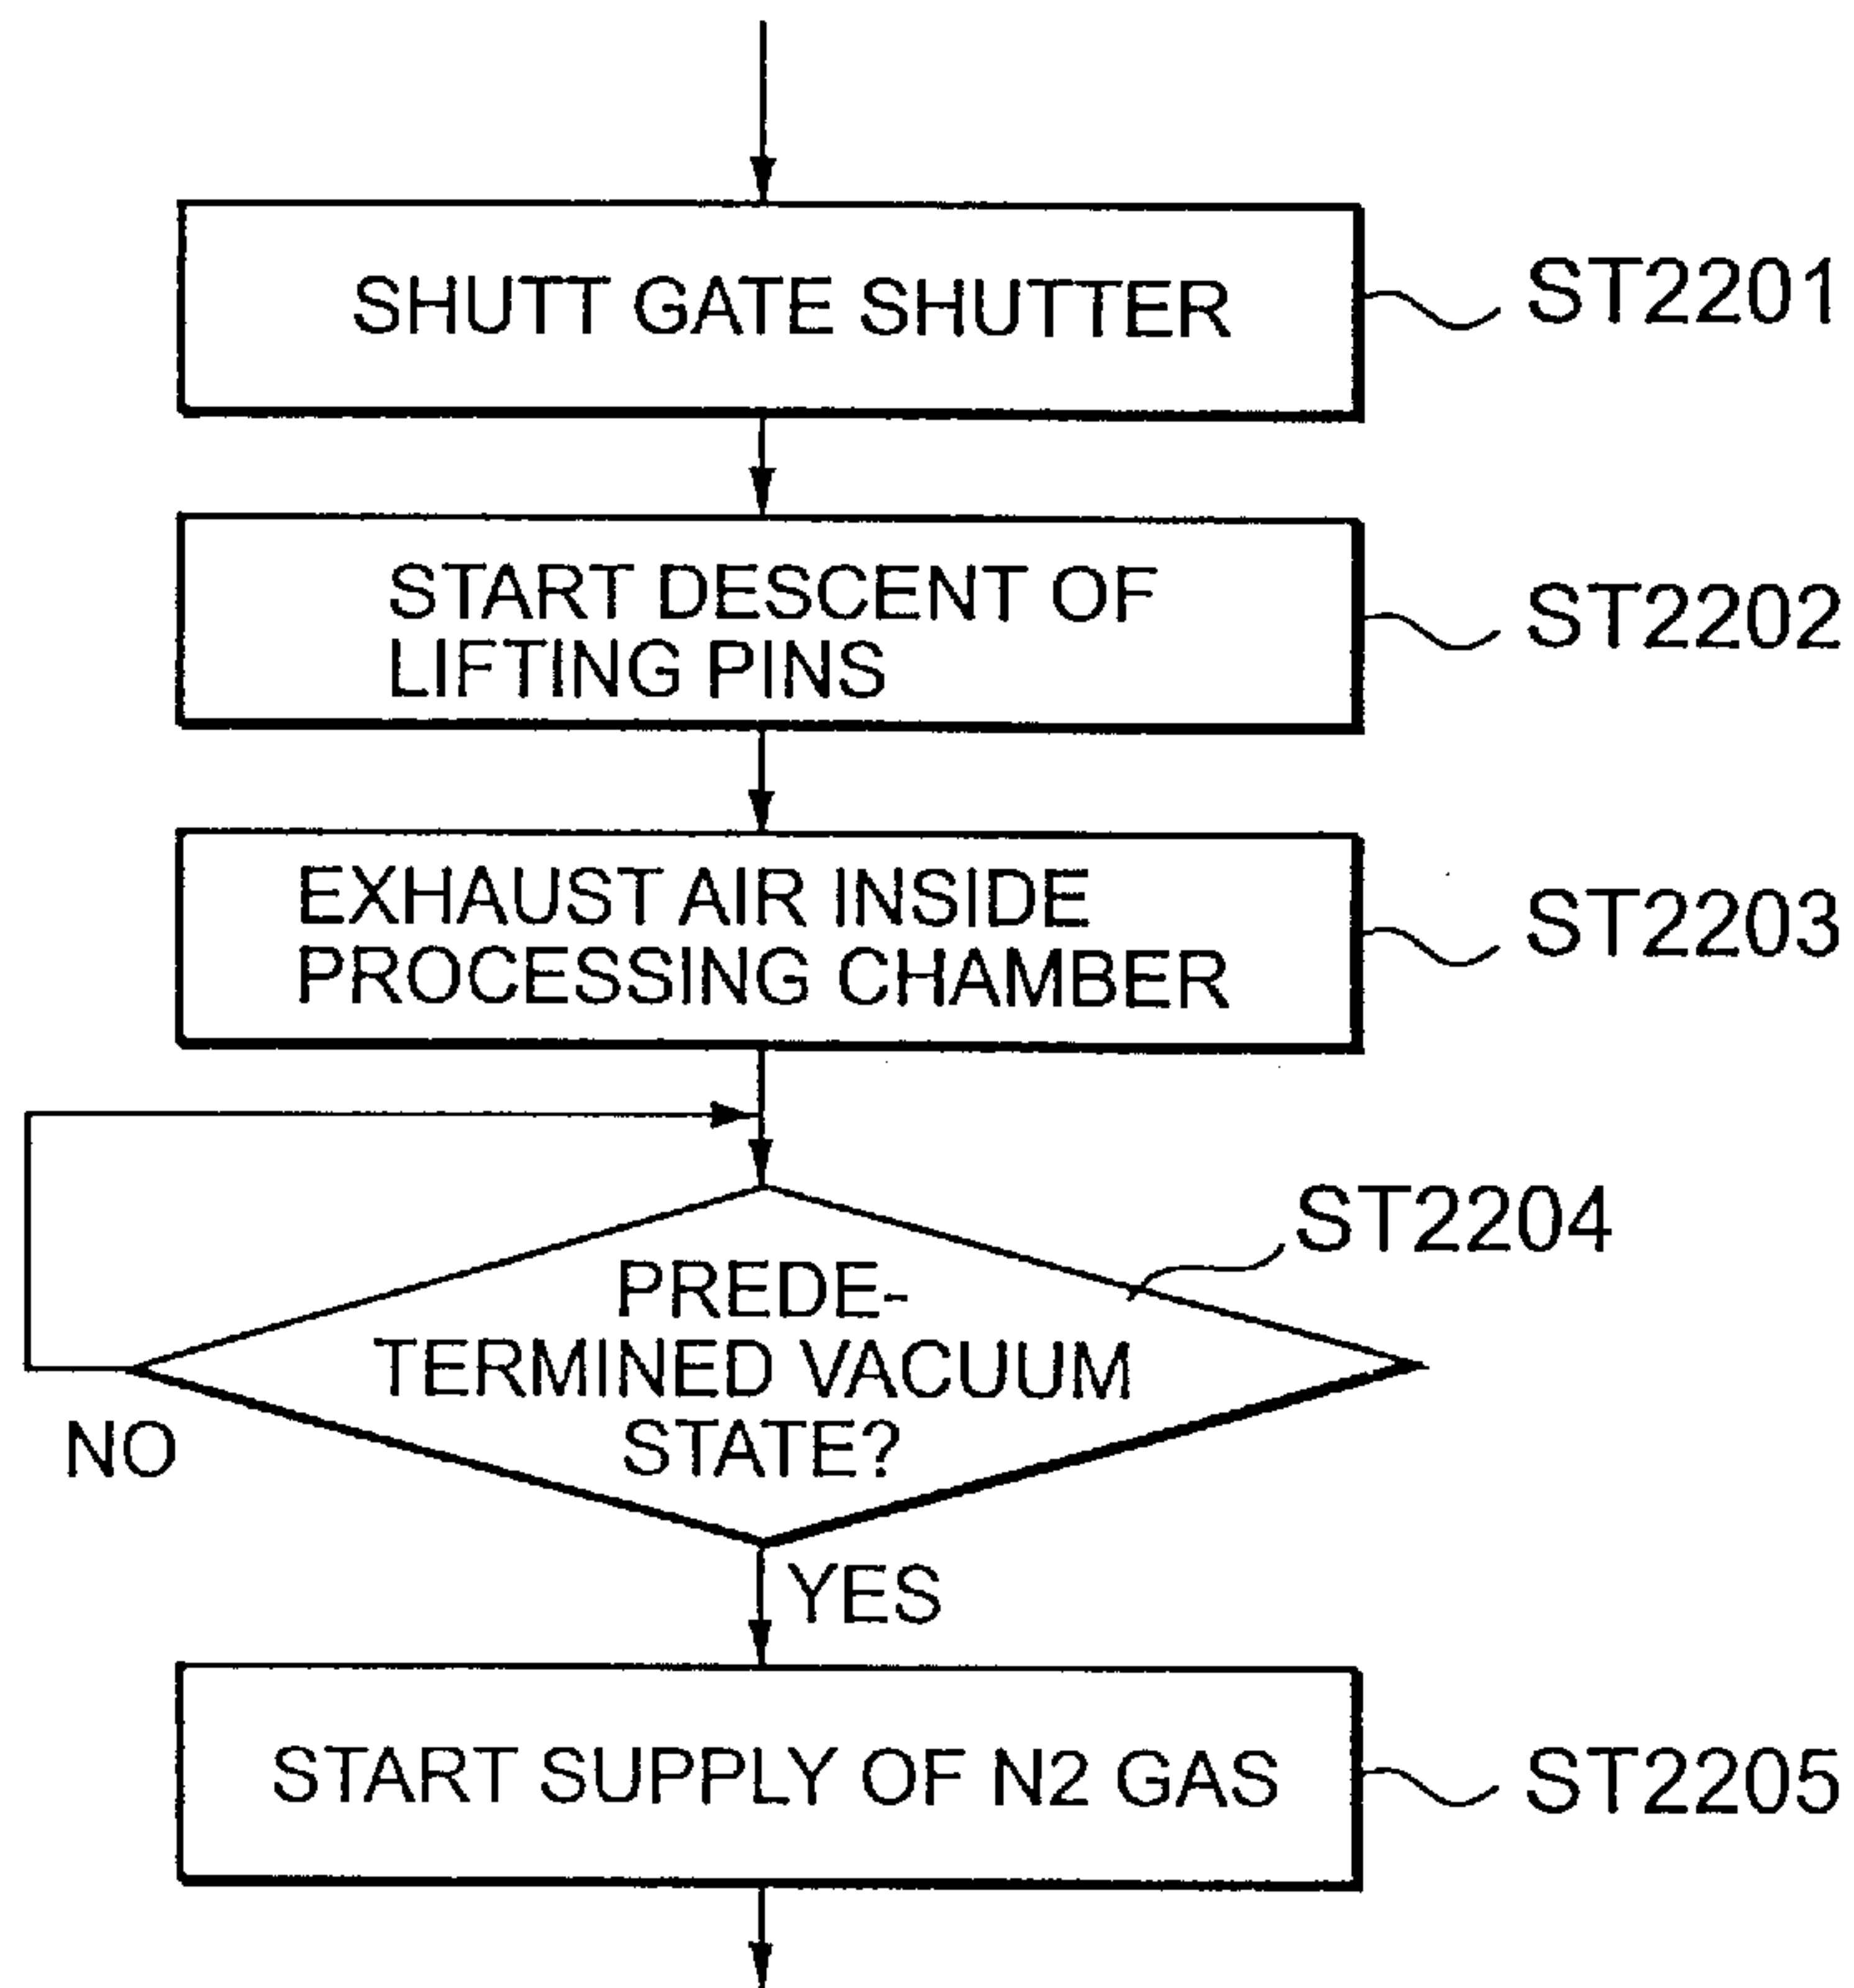 SHUTT GATE SHUTTER
ST2201
START DESCENT OF
LIFTING PINS
ST2202
EXHAUST AIR INSIDE
PROCESSING CHAMBER
ST2203
ST2204
PREDE-
TERMINED VACUUM
STATE?
NO
YES
START SUPPLY OF N2 GAS
ST2205